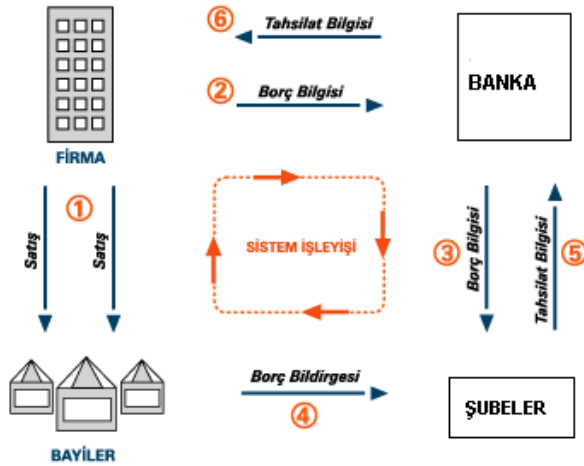 ⑥ Tahsilat Bilgisi
② Borç Bilgisi
BANKA
FİRMA
①
Satış
Satış
SİSTEM İŞLEYİŞİ
③
Borç Bilgisi
Tahsilat Bilgisi
⑤
Borç Bildirgesi
④
ŞUBELER
BAYİLER